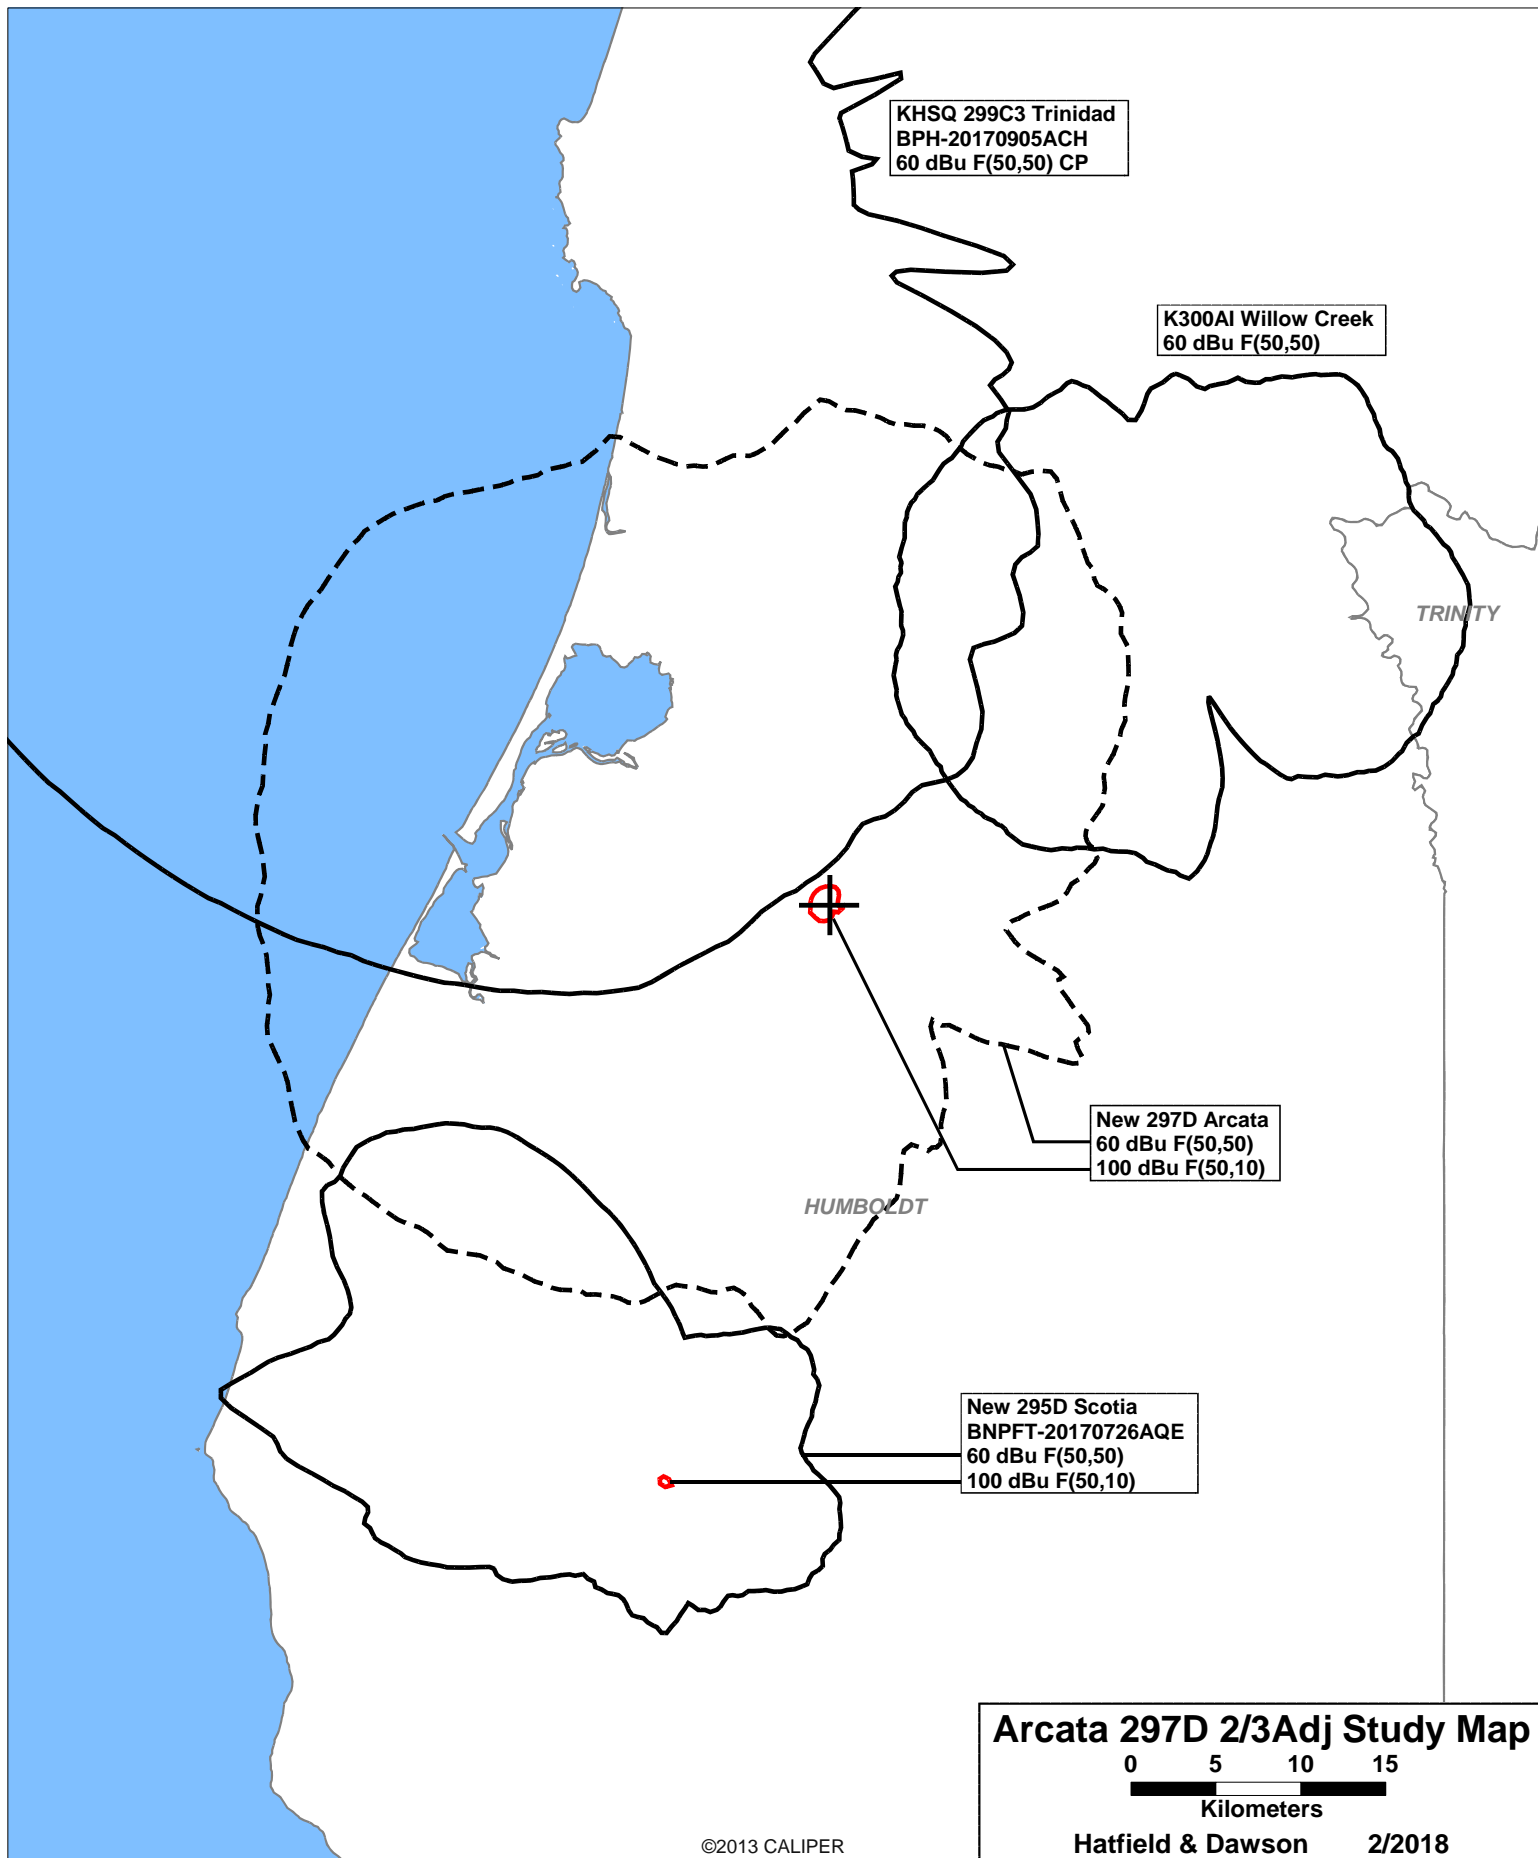 KHSQ 299C3 Trinidad
BPH-20170905ACH
60 dBu F(50,50) CP
K300AI Willow Creek
60 dBu F(50,50)
TRINITY
New 297D Arcata
60 dBu F(50,50)
100 dBu F(50,10)
HUMBOLDT
New 295D Scotia
BNPFT-20170726AQE
60 dBu F(50,50)
100 dBu F(50,10)
Arcata 297D 2/3Adj Study Map
0 5 10 15
Kilometers
Hatfield & Dawson 2/2018
©2013 CALIPER